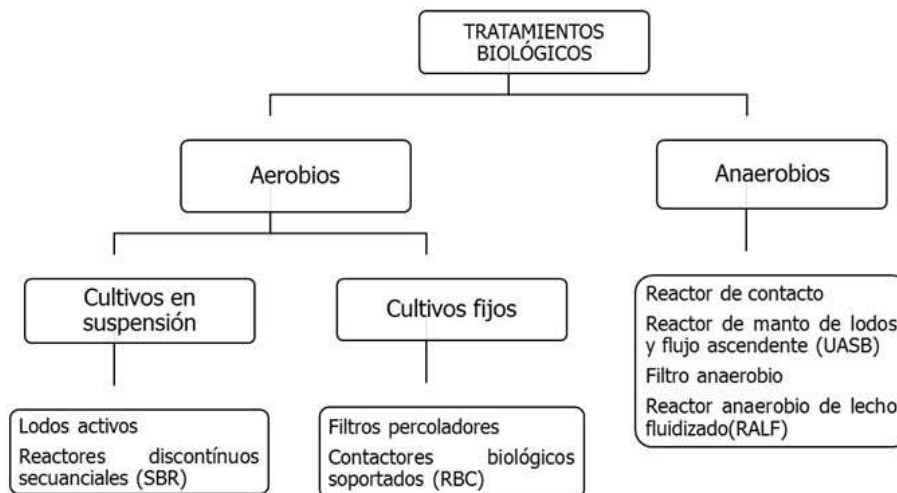 TRATAMIENTOS
BIOLÓGICOS
Aerobios
Anaerobios
Cultivos en
suspensión
Cultivos fijos
Reactor de contacto
Reactor de manto de lodos
y flujo ascendente (UASB)
Filtro anaerobio
Reactor anaerobio de lecho
fluidizado(RALF)
Lodos activos
Reactores discontínuos
secuanciales (SBR)
Filtros percoladores
Contactores biológicos
soportados (RBC)